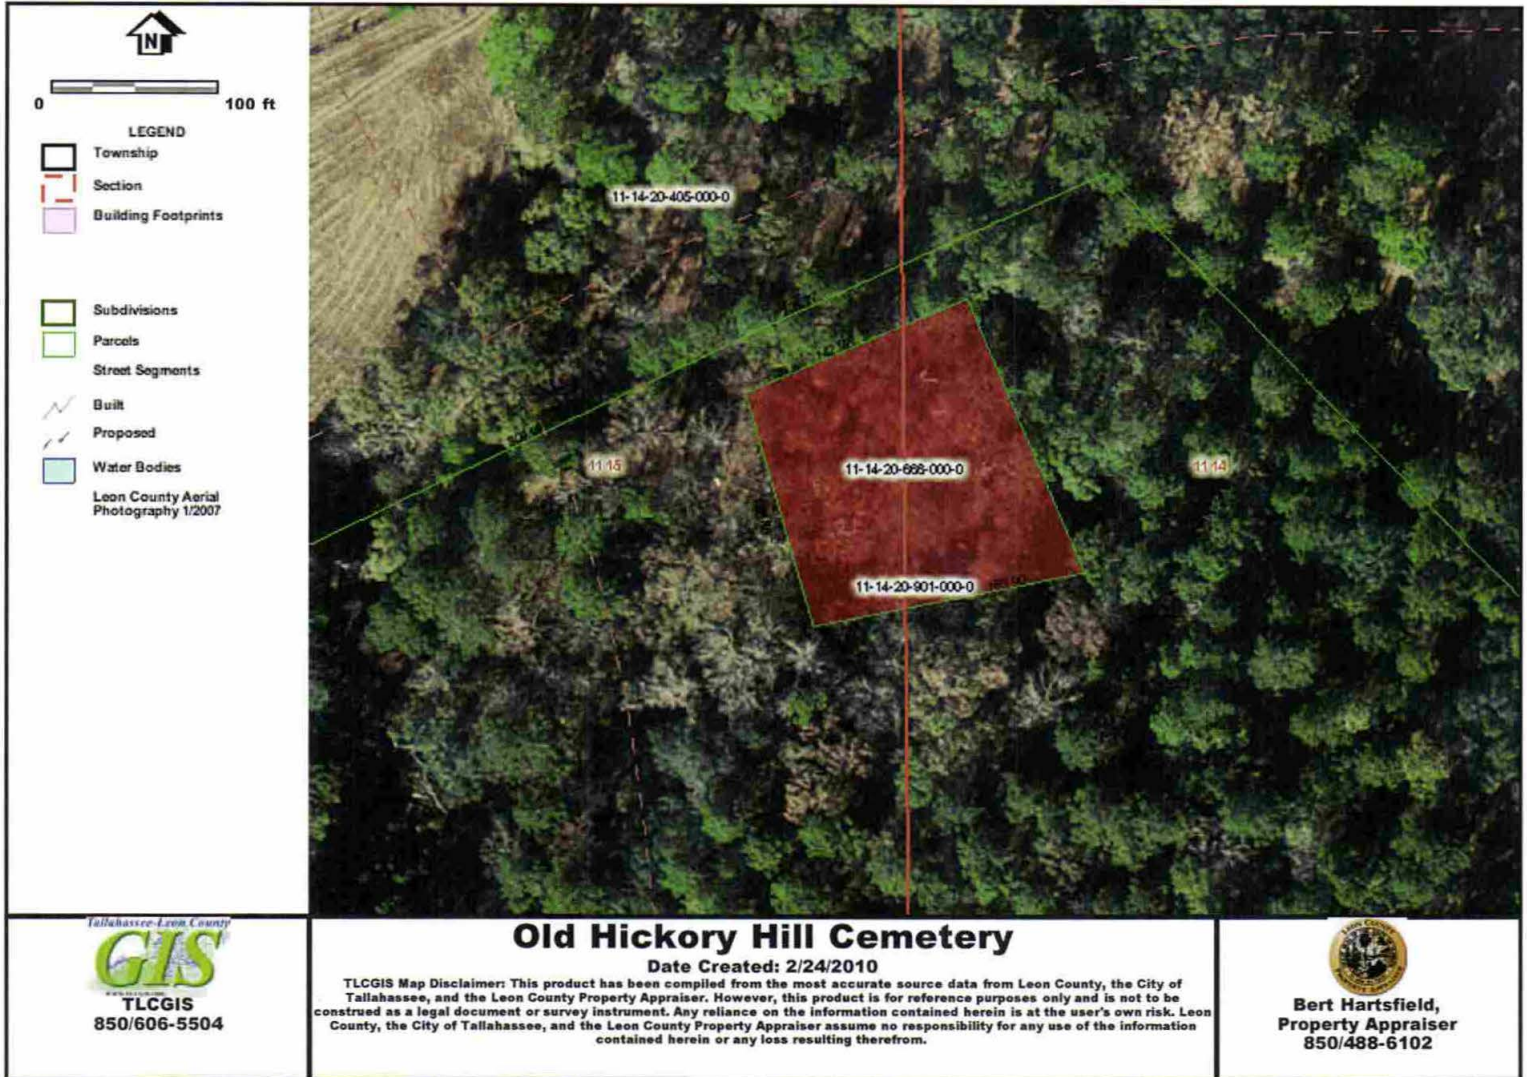 N
0 100 ft
LEGEND
Township
Section
Building Footprints
Subdivisions
Parcels
Street Segments
Built
Proposed
Water Bodies
Leon County Aerial
Photography 1/2007
11-14-20-405-000-0
11 15
11-14-20-666-000-0
11 14
11-14-20-901-000-0
Tallahassee-Leon County
GIS
TLCGIS
850/606-5504
Old Hickory Hill Cemetery
Date Created: 2/24/2010
TLCGIS Map Disclaimer: This product has been compiled from the most accurate source data from Leon County, the City of
Tallahassee, and the Leon County Property Appraiser. However, this product is for reference purposes only and is not to be
construed as a legal document or survey instrument. Any reliance on the information contained herein is at the user's own risk. Leon
County, the City of Tallahassee, and the Leon County Property Appraiser assume no responsibility for any use of the information
contained herein or any loss resulting therefrom.
Bert Hartsfield,
Property Appraiser
850/488-6102